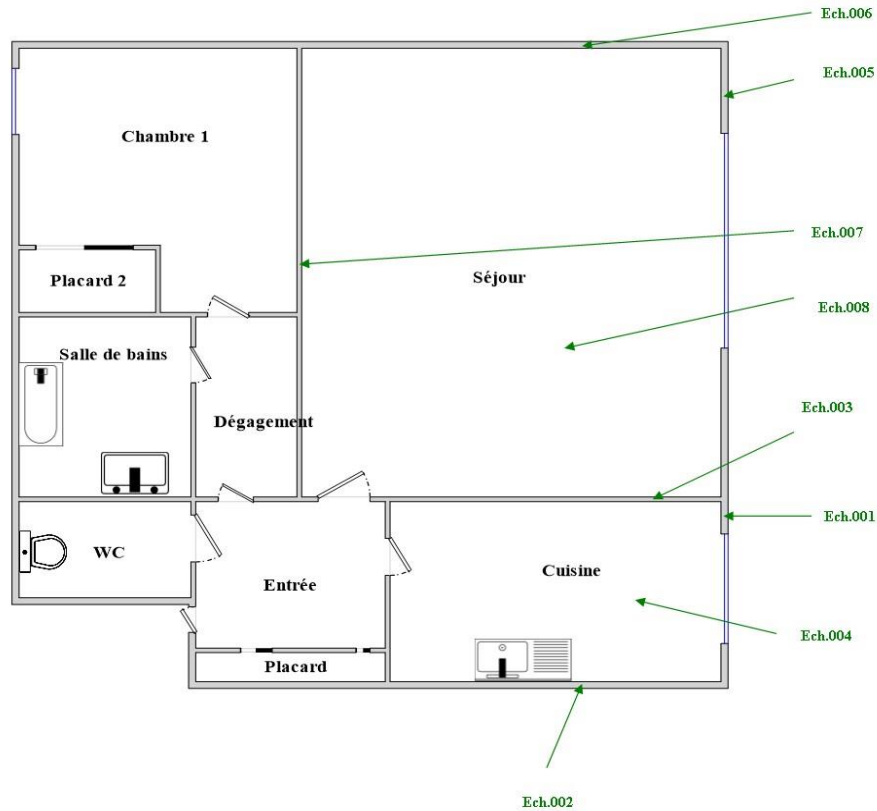 Ech.006
Ech.005
Chambre 1
Ech.007
Placard 2
Séjour
Ech.008
Salle de bains
Ech.003
Dégagement
Ech.001
WC
Cuisine
Entrée
Ech.004
Placard
Ech.002